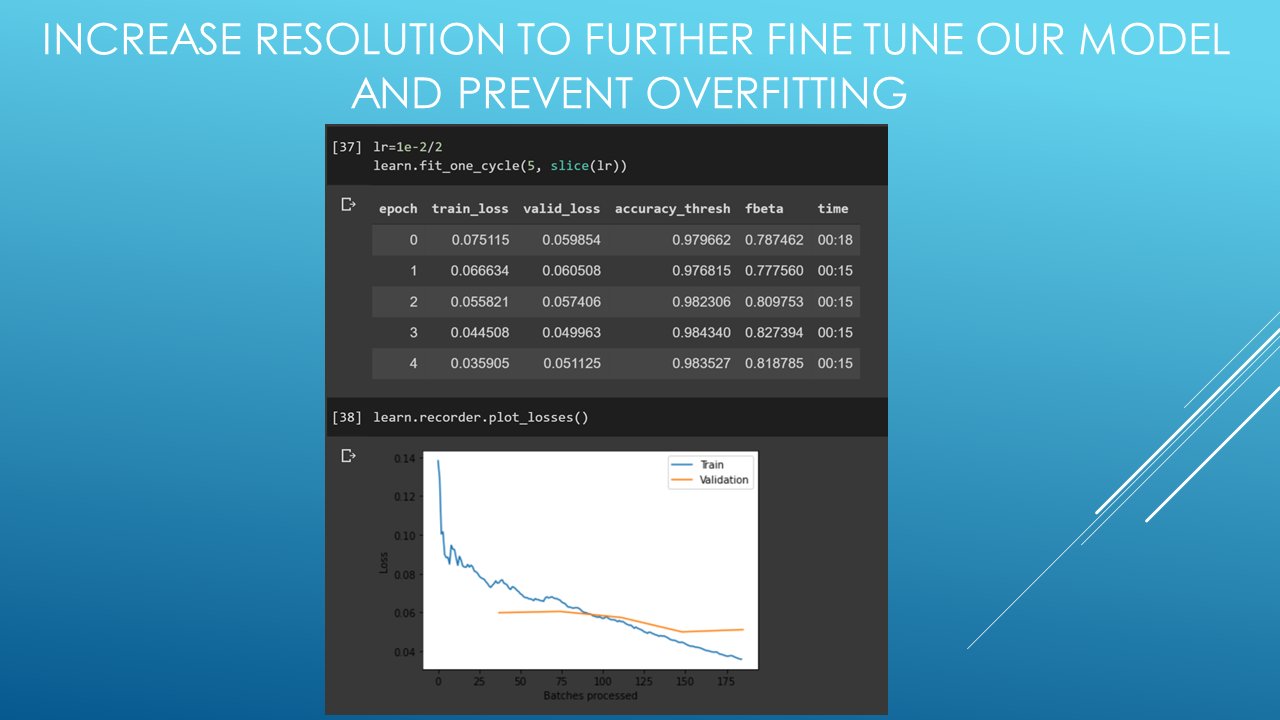 INCREASE RESOLUTION TO FURTHER FINE TUNE OUR MODEL
AND PREVENT OVERFITTING
[37] lr=1e-2/2
learn.fit_one_cycle(5, slice(lr))
epoch train_loss valid_loss accuracy_thresh fbeta time
0 0.075115 0.059854 0.979662 0.787462 00:18
1 0.066634 0.060508 0.976815 0.777560 00:15
2 0.055821 0.057406 0.982306 0.809753 00:15
3 0.044508 0.049963 0.984340 0.827394 00:15
4 0.035905 0.051125 0.983527 0.818785 00:15
[38] learn.recorder.plot_losses()
Train
Validation
0.14
0.12
0.10
0.08
0.06
0.04
Loss
0 25 50 75 100 125 150 175
Batches processed